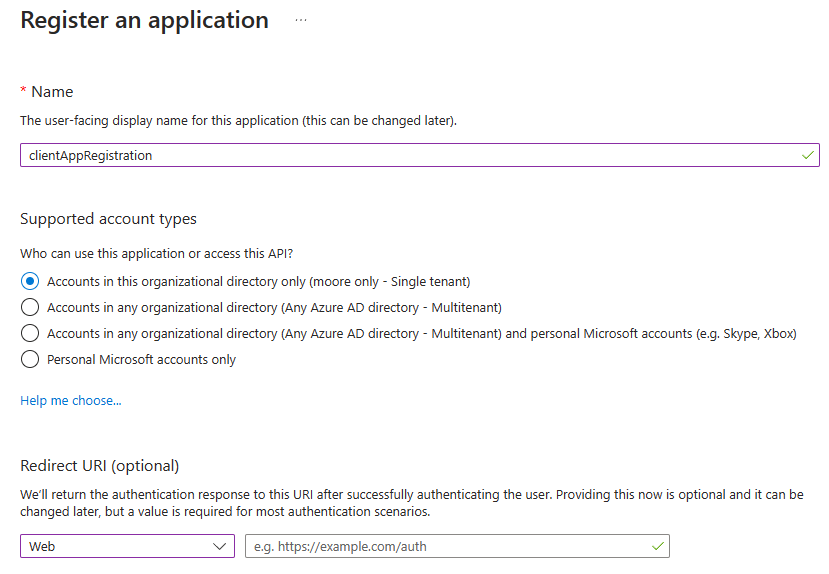 Register an application ...
* Name
The user-facing display name for this application (this can be changed later).
clientAppRegistration
Supported account types
Who can use this application or access this API?
Accounts in this organizational directory only (moore only - Single tenant)
Accounts in any organizational directory (Any Azure AD directory - Multitenant)
Accounts in any organizational directory (Any Azure AD directory - Multitenant) and personal Microsoft accounts (e.g. Skype, Xbox)
Personal Microsoft accounts only
Help me choose...
Redirect URI (optional)
We'll return the authentication response to this URI after successfully authenticating the user. Providing this now is optional and it can be
changed later, but a value is required for most authentication scenarios.
Web e.g. https://example.com/auth